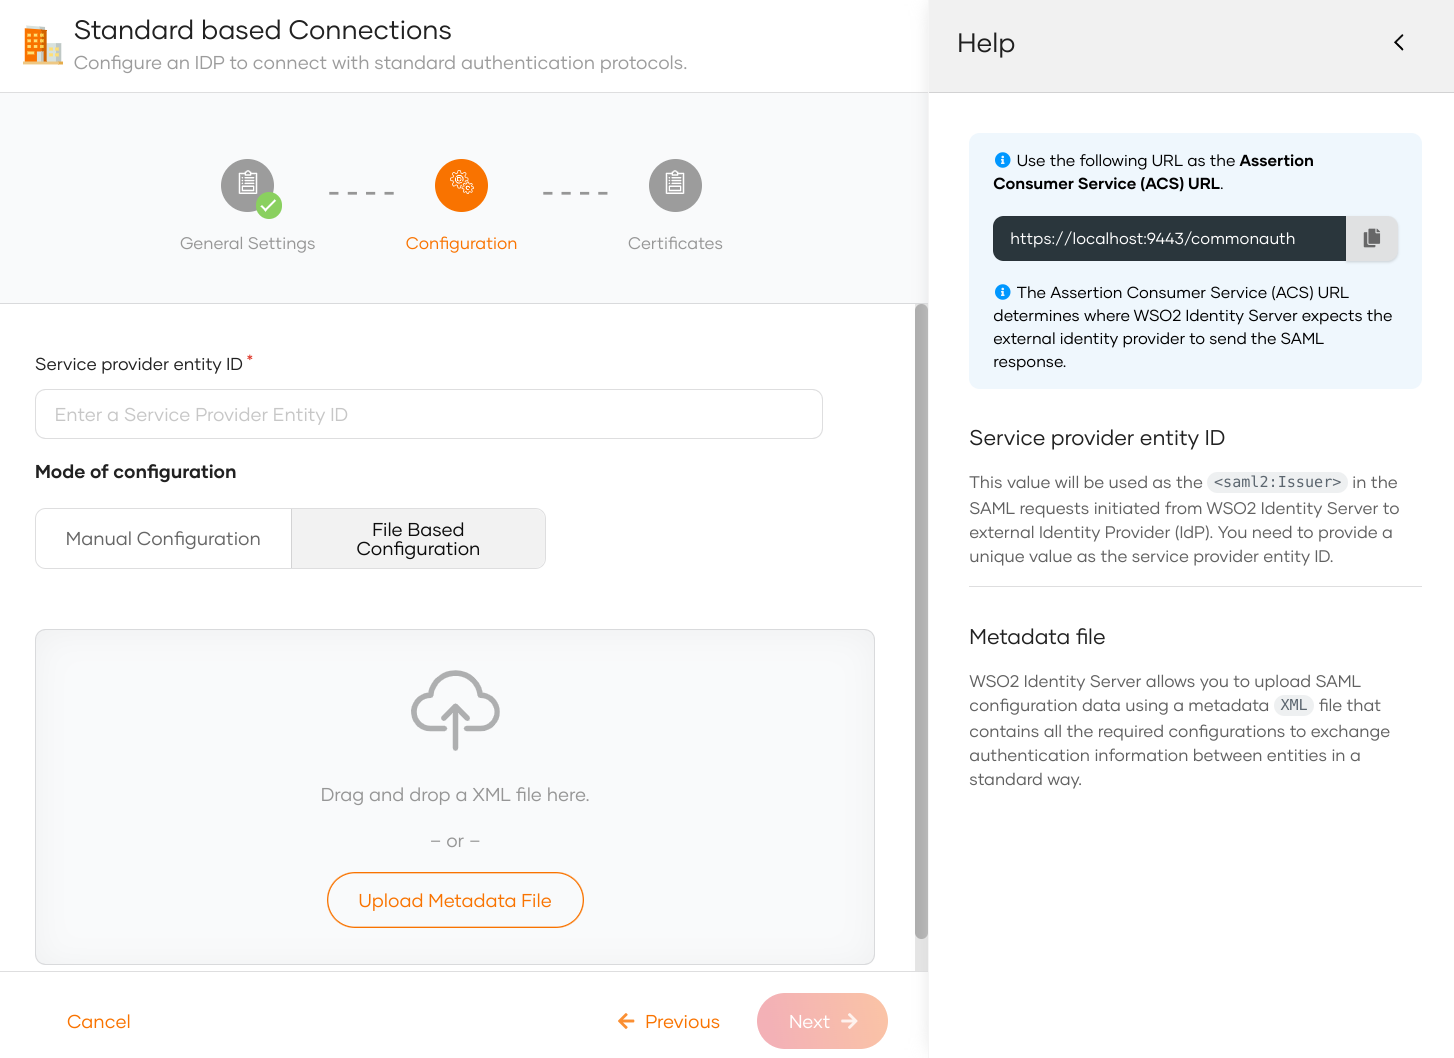 Standard based Connections
Configure an IDP to connect with standard authentication protocols.
General Settings
Configuration
Certificates
Service provider entity ID *
Enter a Service Provider Entity ID
Mode of configuration
Manual Configuration
File Based
Configuration
Drag and drop a XML file here.
– or –
Upload Metadata File
Cancel
Previous
Next
Help
Use the following URL as the Assertion
Consumer Service (ACS) URL.
https://localhost:9443/commonauth
The Assertion Consumer Service (ACS) URL
determines where WSO2 Identity Server expects the
external identity provider to send the SAML
response.
Service provider entity ID
This value will be used as the <saml2:Issuer> in the
SAML requests initiated from WSO2 Identity Server to
external Identity Provider (IdP). You need to provide a
unique value as the service provider entity ID.
Metadata file
WSO2 Identity Server allows you to upload SAML
configuration data using a metadata XML file that
contains all the required configurations to exchange
authentication information between entities in a
standard way.